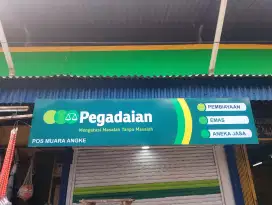 Pegadaian
Mengatasi Masalah Tanpa Masalah
POS MUARA ANGKE
PEMBIAYAAN
EMAS
ANEKA JASA